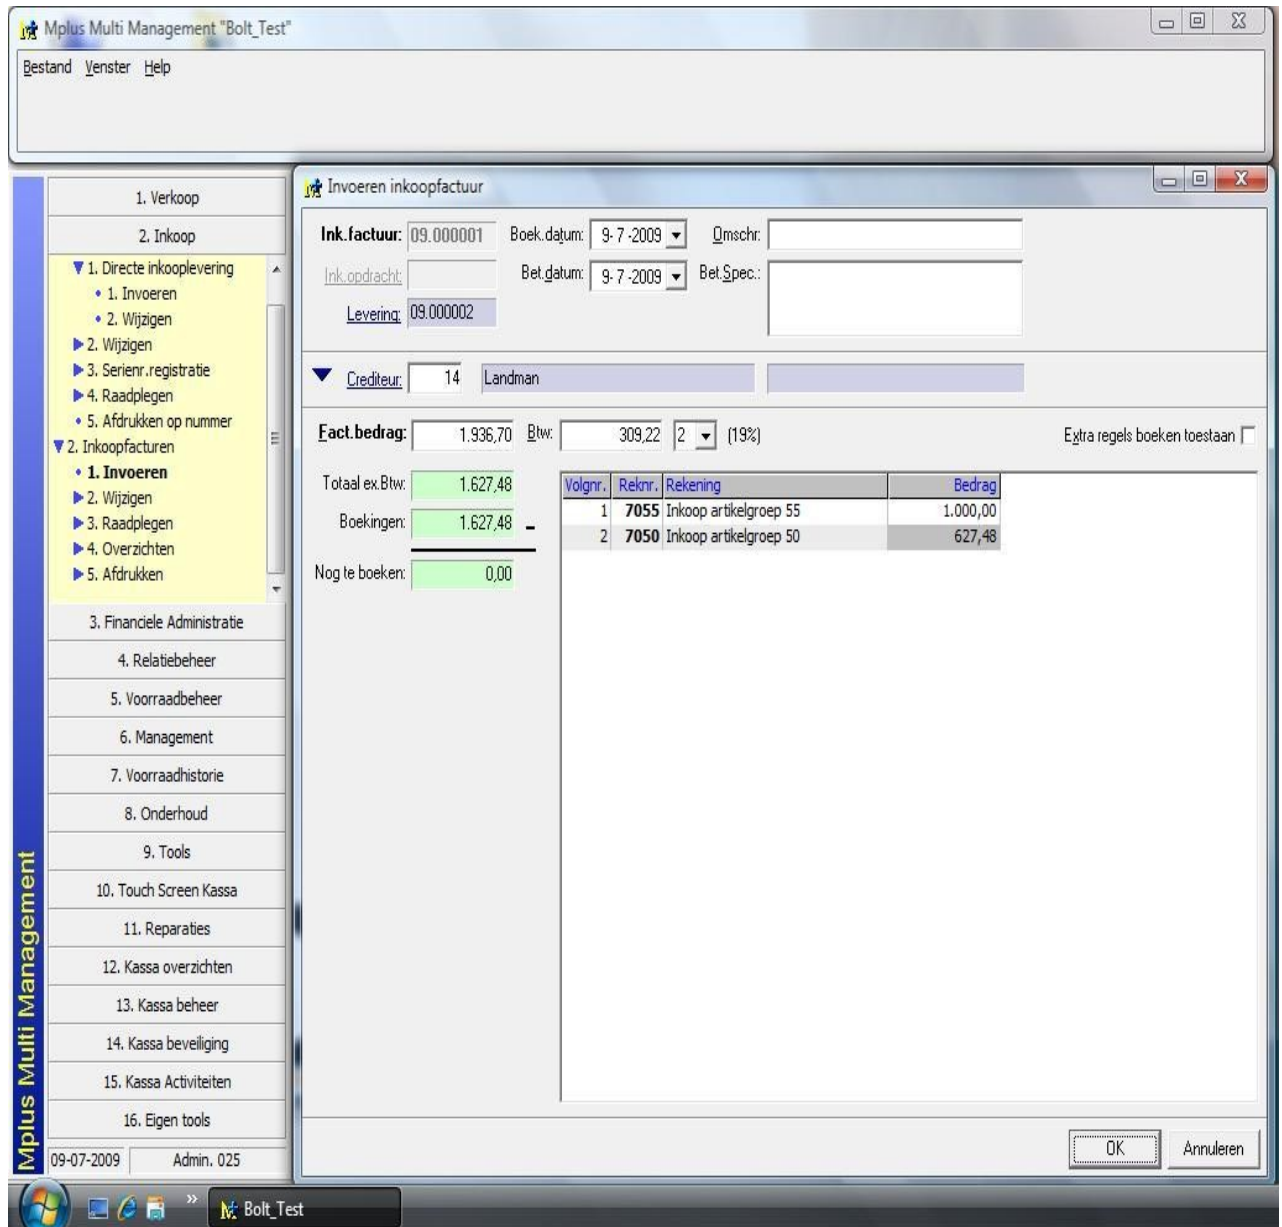 Mplus Multi Management "Bolt_Test"
Bestand Venster Help
1. Verkoop
2. Inkoop
1. Directe inkooplevering
1. Invoeren
2. Wijzigen
2. Wijzigen
3. Serienr.registratie
4. Raadplegen
5. Afdrukken op nummer
2. Inkoopfacturen
1. Invoeren
2. Wijzigen
3. Raadplegen
4. Overzichten
5. Afdrukken
3. Financiele Administratie
4. Relatiebeheer
5. Voorraadbeheer
6. Management
7. Voorraadhistorie
8. Onderhoud
9. Tools
10. Touch Screen Kassa
11. Reparaties
12. Kassa overzichten
13. Kassa beheer
14. Kassa beveiliging
15. Kassa Activiteiten
16. Eigen tools
Mplus Multi Management
09-07-2009 Admin. 025
Invoeren inkoopfactuur
Ink.factuur: 09.000001 Boek.datum: 9-7-2009 Omschr:
Ink.opdracht: Bet.datum: 9-7-2009 Bet.Spec.:
Levering: 09.000002
Crediteur: 14 Landman
Fact.bedrag: 1.936,70 Btw: 309,22 2 (19%) Extra regels boeken toestaan
Totaal ex.Btw: 1.627,48
Boekingen: 1.627,48 -
Nog te boeken: 0,00
Volgnr. Reknr. Rekening Bedrag
1 7055 Inkoop artikelgroep 55 1.000,00
2 7050 Inkoop artikelgroep 50 627,48
OK Annuleren
» Bolt_Test